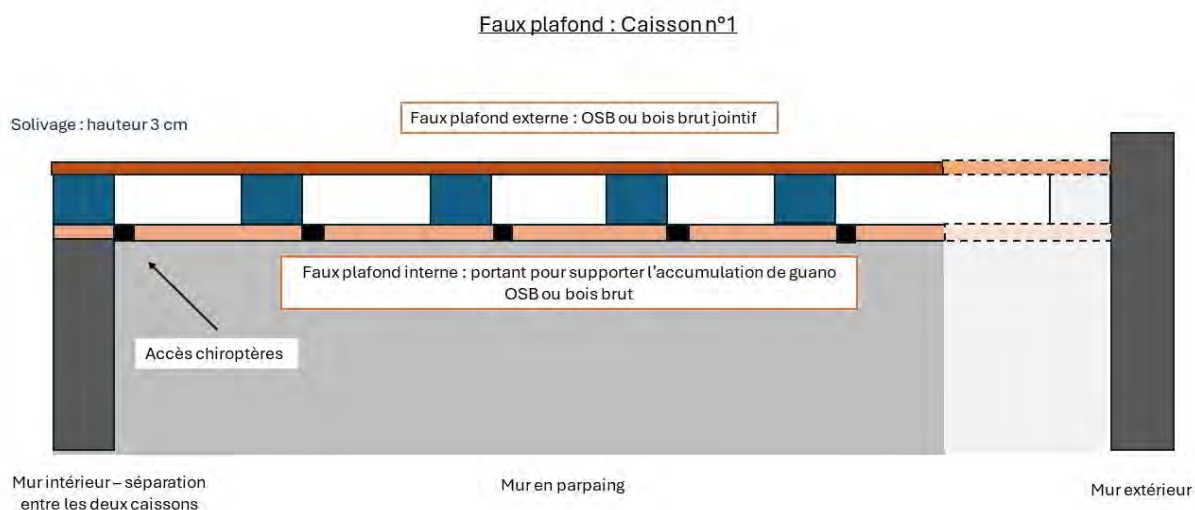 Faux plafond : Caisson n°1
Solivage : hauteur 3 cm
Faux plafond externe : OSB ou bois brut jointif
Faux plafond interne : portant pour supporter l'accumulation de guano
OSB ou bois brut
Accès chiroptères
Mur intérieur – séparation
entre les deux caissons
Mur en parpaing
Mur extérieur